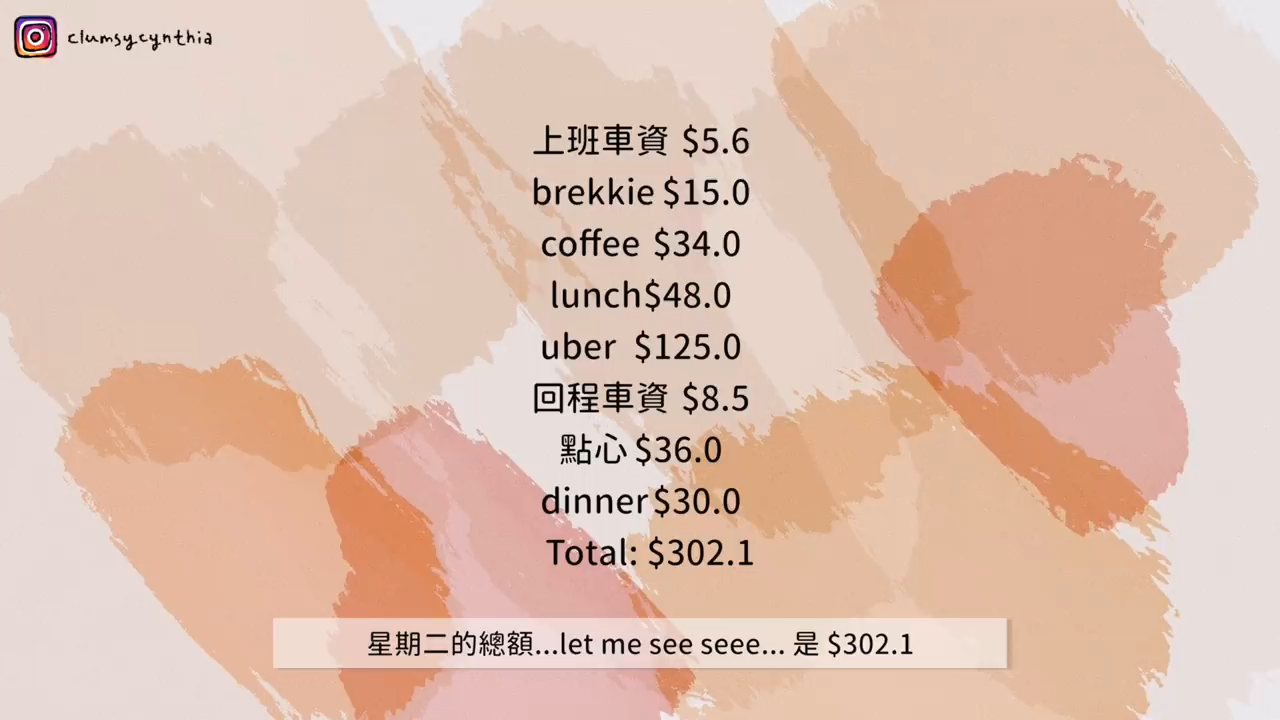 clumsycynthia
上班車資 $5.6
brekkie $15.0
coffee $34.0
lunch$48.0
uber $125.0
回程車資 $8.5
點心 $36.0
dinner$30.0
Total: $302.1
星期二的總額...let me see seee... 是 $302.1